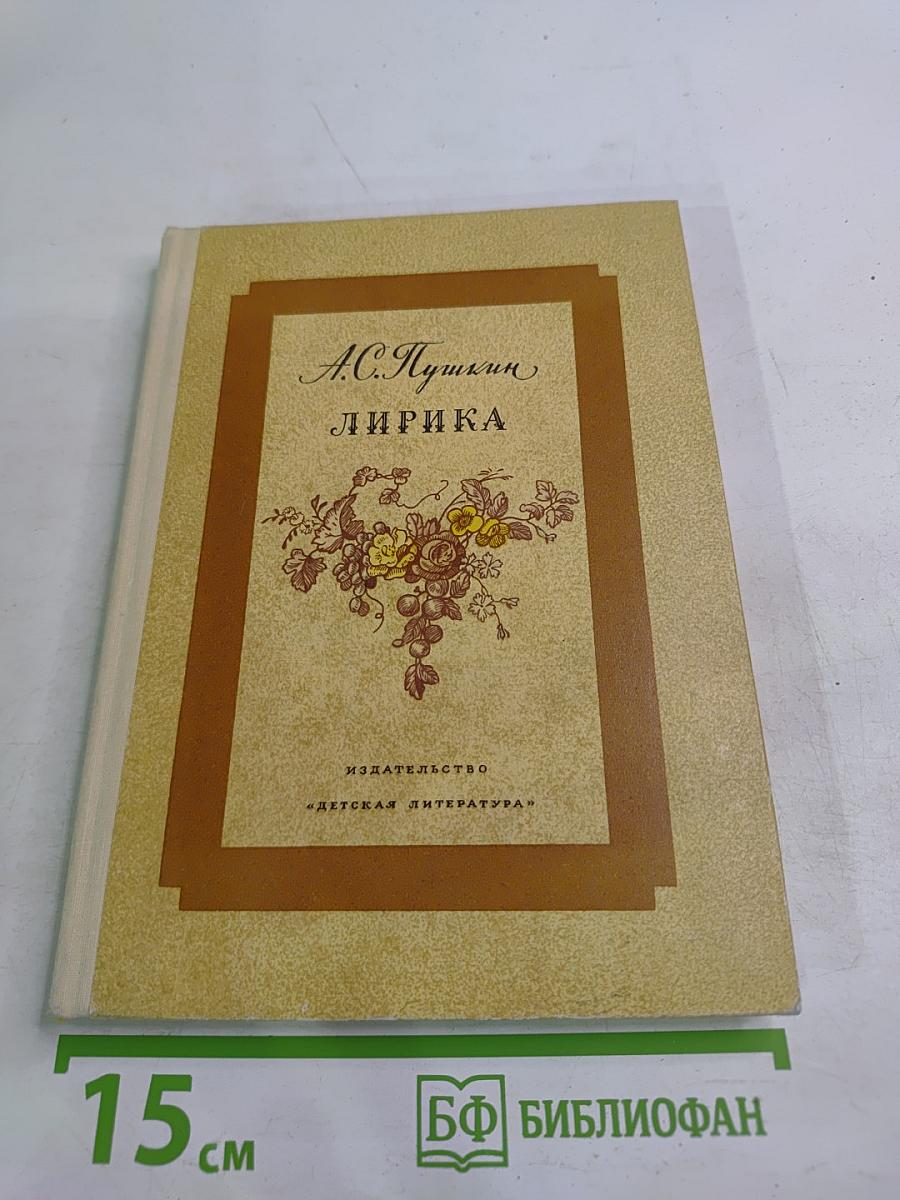 А.С.Пушкин
ЛИРИКА
ИЗДАТЕЛЬСТВО
«ДЕТСКАЯ ЛИТЕРАТУРА»
15 см
БФ БИБЛИОФАН